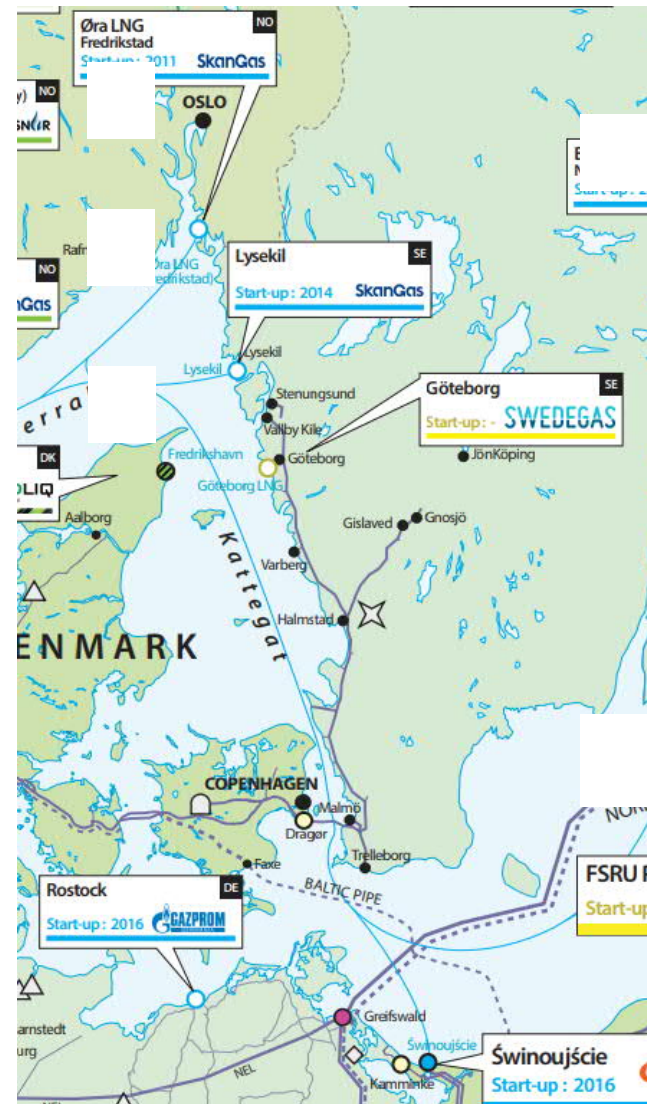 Øra LNG
NO
Fredrikstad
Start-up : 2011
SkanGas
NO
OSLO
NO
Lysekil
SE
Start-up : 2014
SkanGas
Lysekil
Lysekil
Stenungsund
Vallby Kile
Göteborg
SE
Start-up : -
SWEDEGAS
DK
Fredrikshavn
Göteborg
JönKöping
Göteborg LNG
Aalborg
Gislaved
Gnosjö
Kattegat
Varberg
Halmstad
COPENHAGEN
Malmö
Dragør
Trelleborg
Faxe
BALTIC PIPE
FSRU
Rostock
DE
Start-up : 2016
GAZPROM
Greifswald
NEL
NEL
Świnoujście
Kamminke
Świnoujście
Start-up : 2016